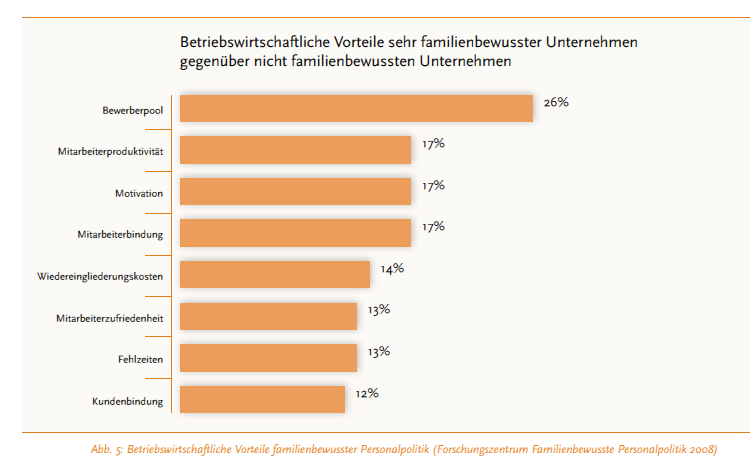 Betriebswirtschaftliche Vorteile sehr familienbewusster Unternehmen
gegenüber nicht familienbewussten Unternehmen
Bewerberpool 26%
Mitarbeiterproduktivität 17%
Motivation 17%
Mitarbeiterbindung 17%
Wiedereingliederungskosten 14%
Mitarbeiterzufriedenheit 13%
Fehlzeiten 13%
Kundenbindung 12%
Abb. 5: Betriebswirtschaftliche Vorteile familienbewusster Personalpolitik (Forschungszentrum Familienbewusste Personalpolitik 2008)